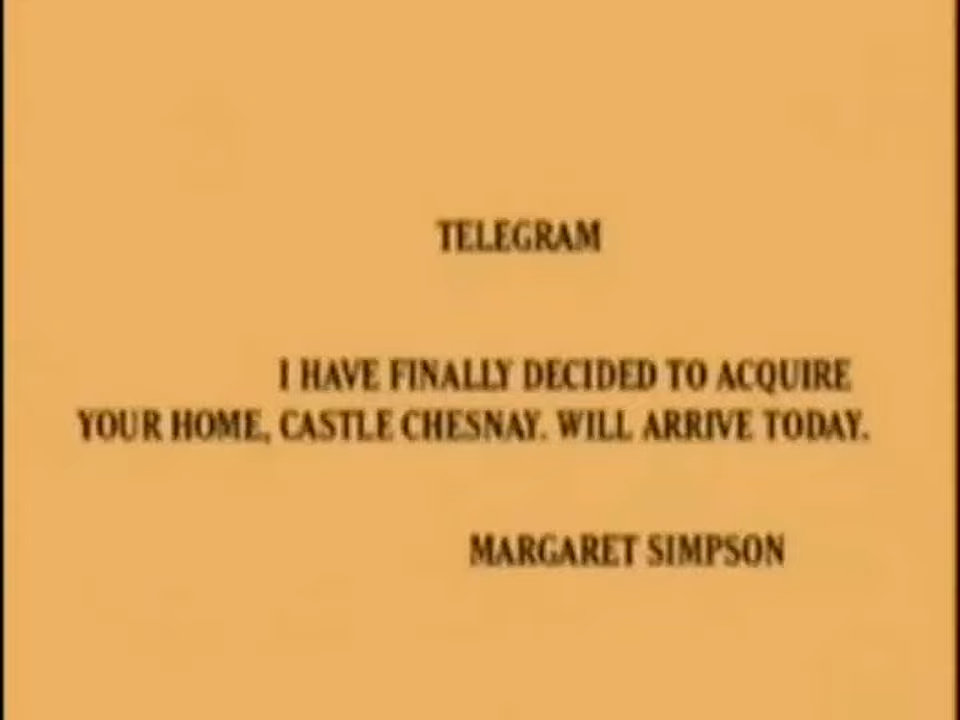 TELEGRAM
I HAVE FINALLY DECIDED TO ACQUIRE
YOUR HOME, CASTLE CHESNAY. WILL ARRIVE TODAY.
MARGARET SIMPSON